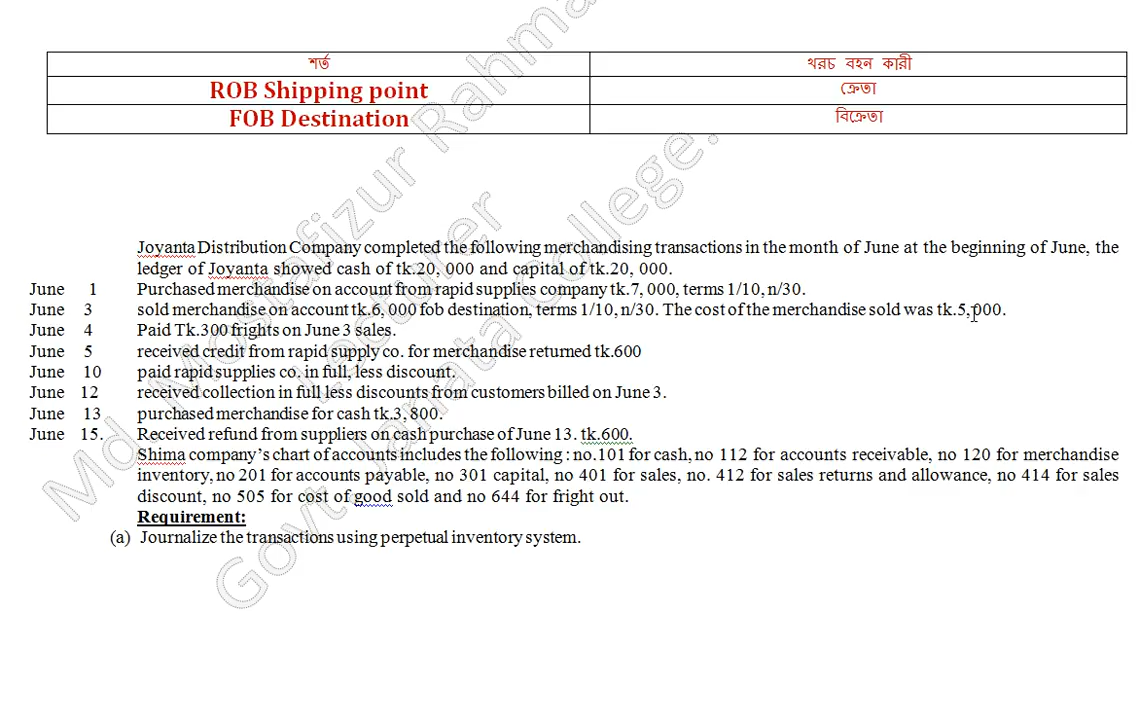 শর্ত খরচ বহন কারী
ROB Shipping point ক্রেতা
FOB Destination বিক্রেতা
Joyanta Distribution Company completed the following merchandising transactions in the month of June at the beginning of June, the
ledger of Joyanta showed cash of tk.20, 000 and capital of tk.20, 000.
June 1 Purchased merchandise on account from rapid supplies company tk.7, 000, terms 1/10, n/30.
June 3 sold merchandise on account tk.6, 000 fob destination, terms 1/10, n/30. The cost of the merchandise sold was tk.5, 000.
June 4 Paid Tk.300 frights on June 3 sales.
June 5 received credit from rapid supply co. for merchandise returned tk.600
June 10 paid rapid supplies co. in full, less discount.
June 12 received collection in full less discounts from customers billed on June 3.
June 13 purchased merchandise for cash tk.3, 800.
June 15. Received refund from suppliers on cash purchase of June 13. tk.600.
Shima company's chart of accounts includes the following : no.101 for cash, no 112 for accounts receivable, no 120 for merchandise
inventory, no 201 for accounts payable, no 301 capital, no 401 for sales, no. 412 for sales returns and allowance, no 414 for sales
discount, no 505 for cost of good sold and no 644 for fright out.
Requirement:
(a) Journalize the transactions using perpetual inventory system.
Md. Mostafizur Rahma
Lecturer
Govt Janata College.